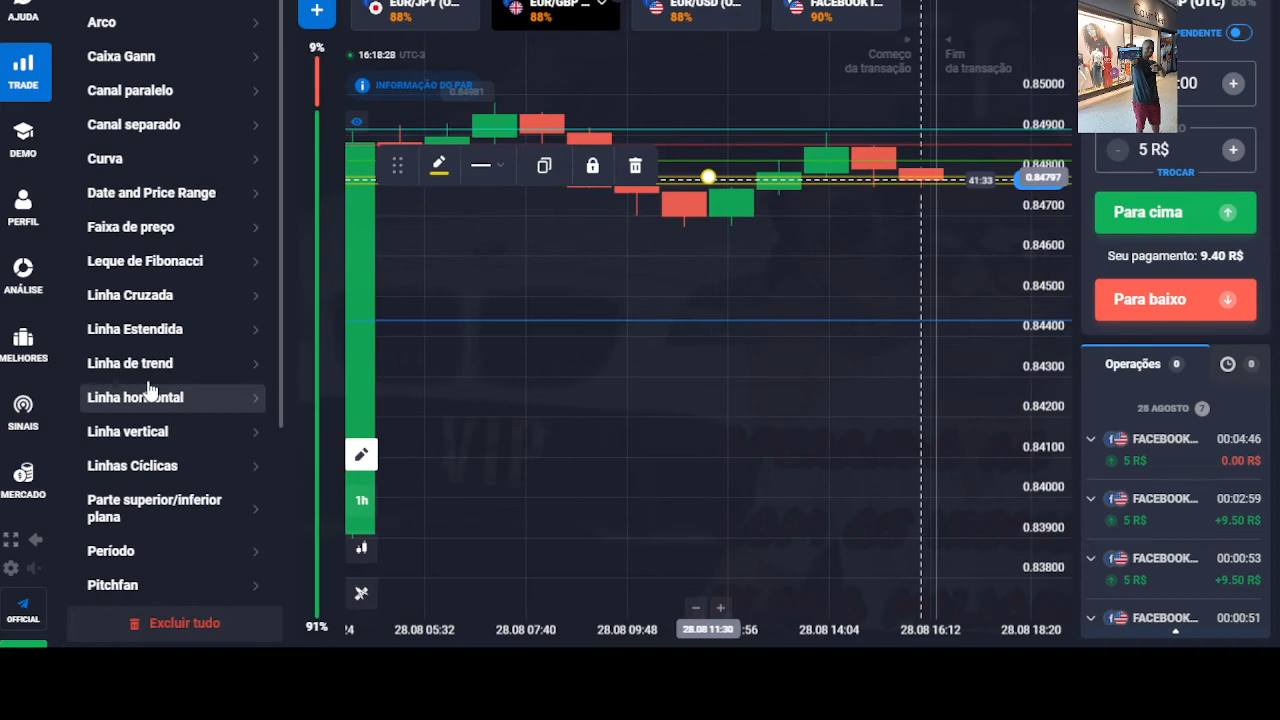 AJUDA
TRADE
DEMO
PERFIL
ANÁLISE
MELHORES
SINAIS
MERCADO
OFFICIAL
Arco
Caixa Gann
Canal paralelo
Canal separado
Curva
Date and Price Range
Faixa de preço
Leque de Fibonacci
Linha Cruzada
Linha Estendida
Linha de trend
Linha horizontal
Linha vertical
Linhas Cíclicas
Parte superior/inferior
plana
Período
Pitchfan
Excluir tudo
+
EUR/JPY (O...
88%
EUR/GBP ...
88%
EUR/USD (O...
88%
FACEBOOK I...
90%
9%
91%
16:18:28 UTC-3
INFORMAÇÃO DO PAR
0.84981
Começo
da transação
Fim
da transação
41:33
0.84797
1h
0.85000
0.84900
0.84800
0.84700
0.84600
0.84500
0.84400
0.84300
0.84200
0.84100
0.84000
0.83900
0.83800
− +
24
28.08 05:32
28.08 07:40
28.08 09:48
28.08 11:30
:56
28.08 14:04
28.08 16:12
28.08 18:20
P (OTC) 88%
PENDENTE
:00 +
- 5 R$ +
TROCAR
Para cima
Seu pagamento: 9.40 R$
Para baixo
Operações 0
0
28 AGOSTO 7
FACEBOOK... 00:04:46
5 R$ 0.00 R$
FACEBOOK... 00:02:59
5 R$ +9.50 R$
FACEBOOK... 00:00:53
5 R$ +9.50 R$
FACEBOOK... 00:00:51